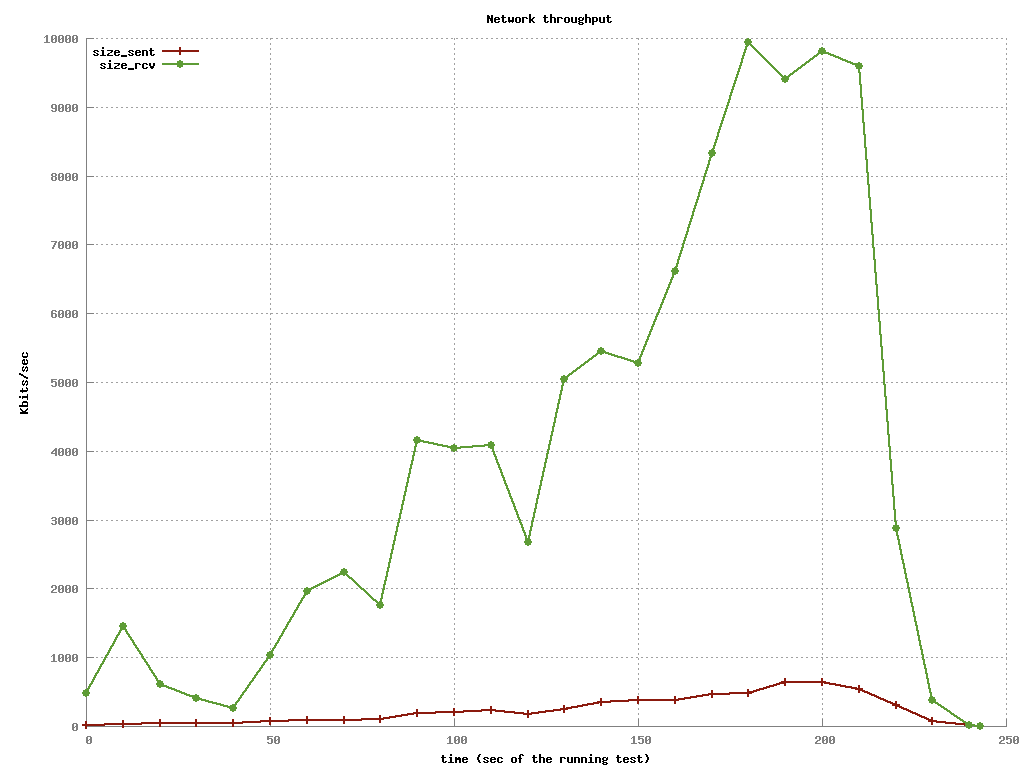 Network throughput
size_sent
size_rcv
10000
9000
8000
7000
6000
5000
4000
3000
2000
1000
0
Kbits/sec
0 50 100 150 200 250
time (sec of the running test)